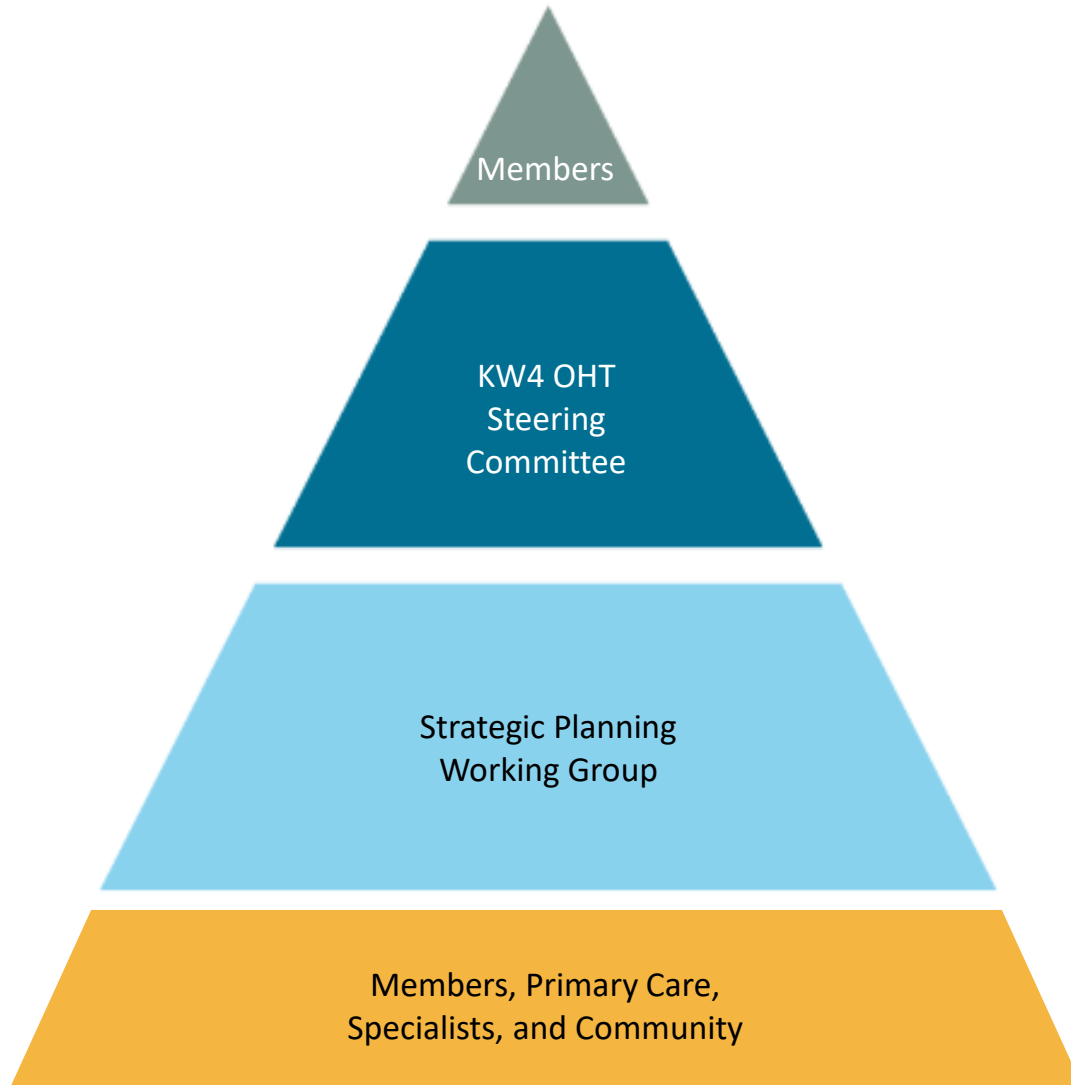 Members
KW4 OHT
Steering
Committee
Strategic Planning
Working Group
Members, Primary Care,
Specialists, and Community